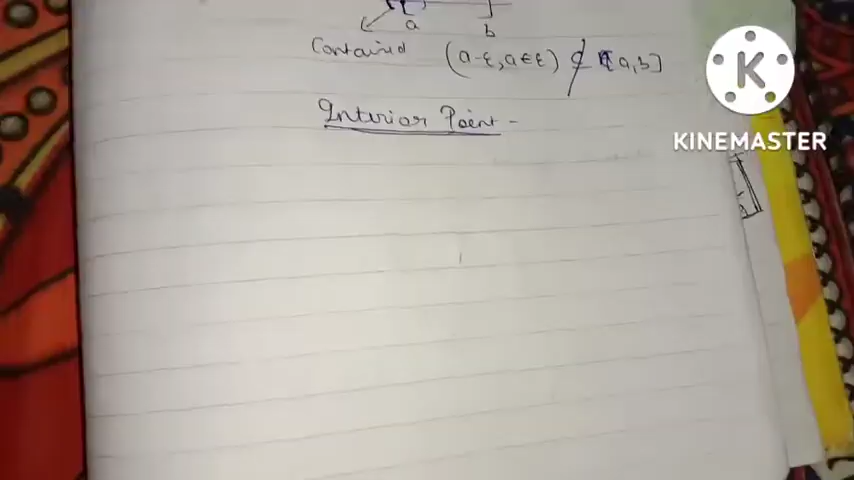 a b
Contained (a-ε, a∈ε) ⊄ [a, b]
Interior Point -
K
KINEMASTER